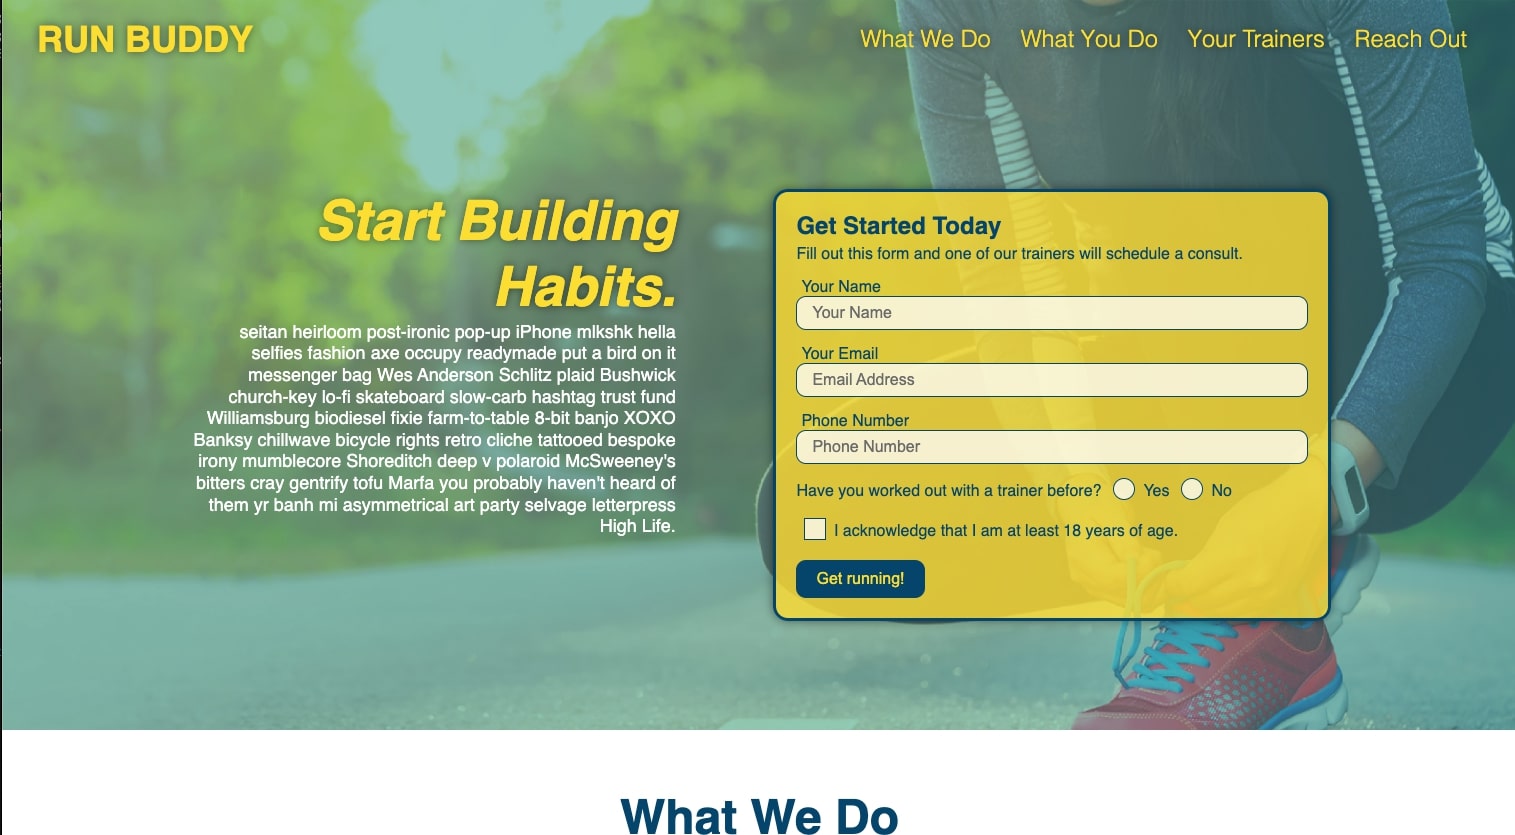 RUN BUDDY
What We Do
What You Do
Your Trainers
Reach Out
Start Building
Habits.
seitan heirloom post-ironic pop-up iPhone mlkshk hella
selfies fashion axe occupy readymade put a bird on it
messenger bag Wes Anderson Schlitz plaid Bushwick
church-key lo-fi skateboard slow-carb hashtag trust fund
Williamsburg biodiesel fixie farm-to-table 8-bit banjo XOXO
Banksy chillwave bicycle rights retro cliche tattooed bespoke
irony mumblecore Shoreditch deep v polaroid McSweeney's
bitters cray gentrify tofu Marfa you probably haven't heard of
them yr banh mi asymmetrical art party selvage letterpress
High Life.
Get Started Today
Fill out this form and one of our trainers will schedule a consult.
Your Name
Your Name
Your Email
Email Address
Phone Number
Phone Number
Have you worked out with a trainer before? Yes No
I acknowledge that I am at least 18 years of age.
Get running!
What We Do